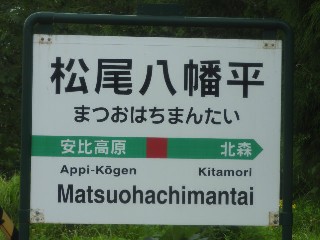 松尾八幡平
まつおはちまんたい
安比高原 北森
Appi-Kōgen Kitamori
Matsuohachimantai